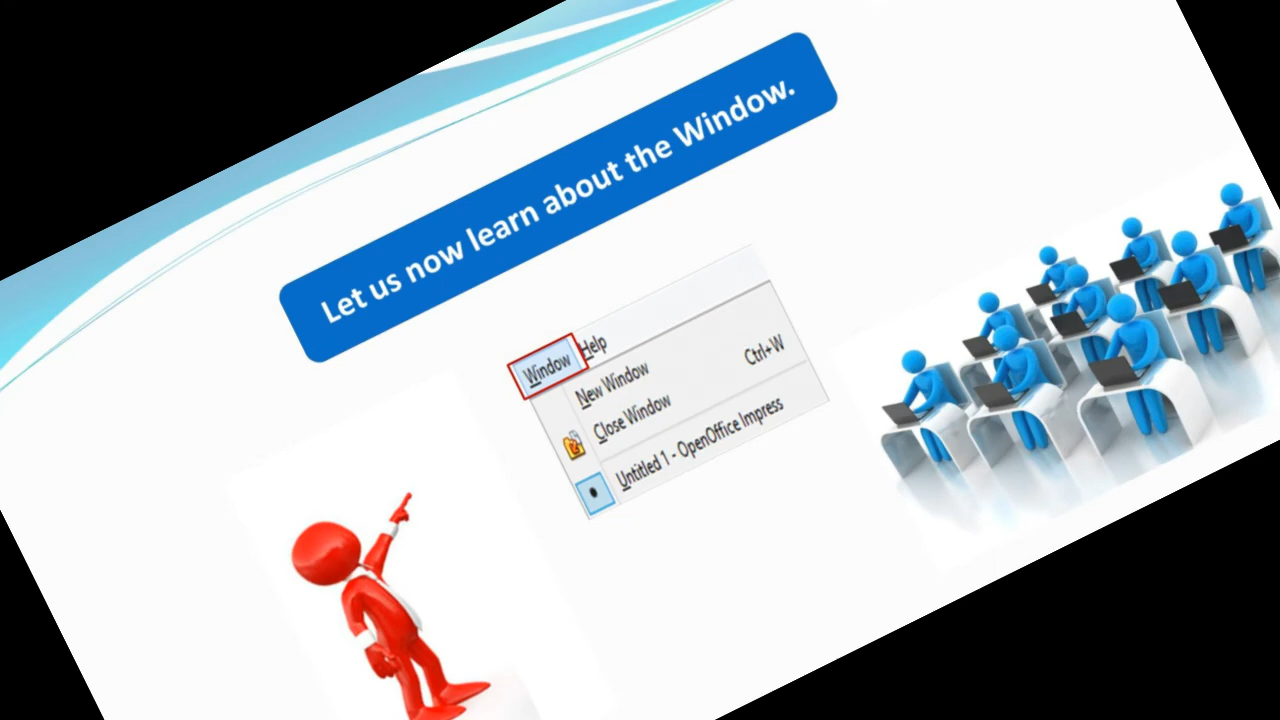 Let us now learn about the Window.
Window Help
New Window
Close Window Ctrl+W
Untitled 1 - OpenOffice Impress